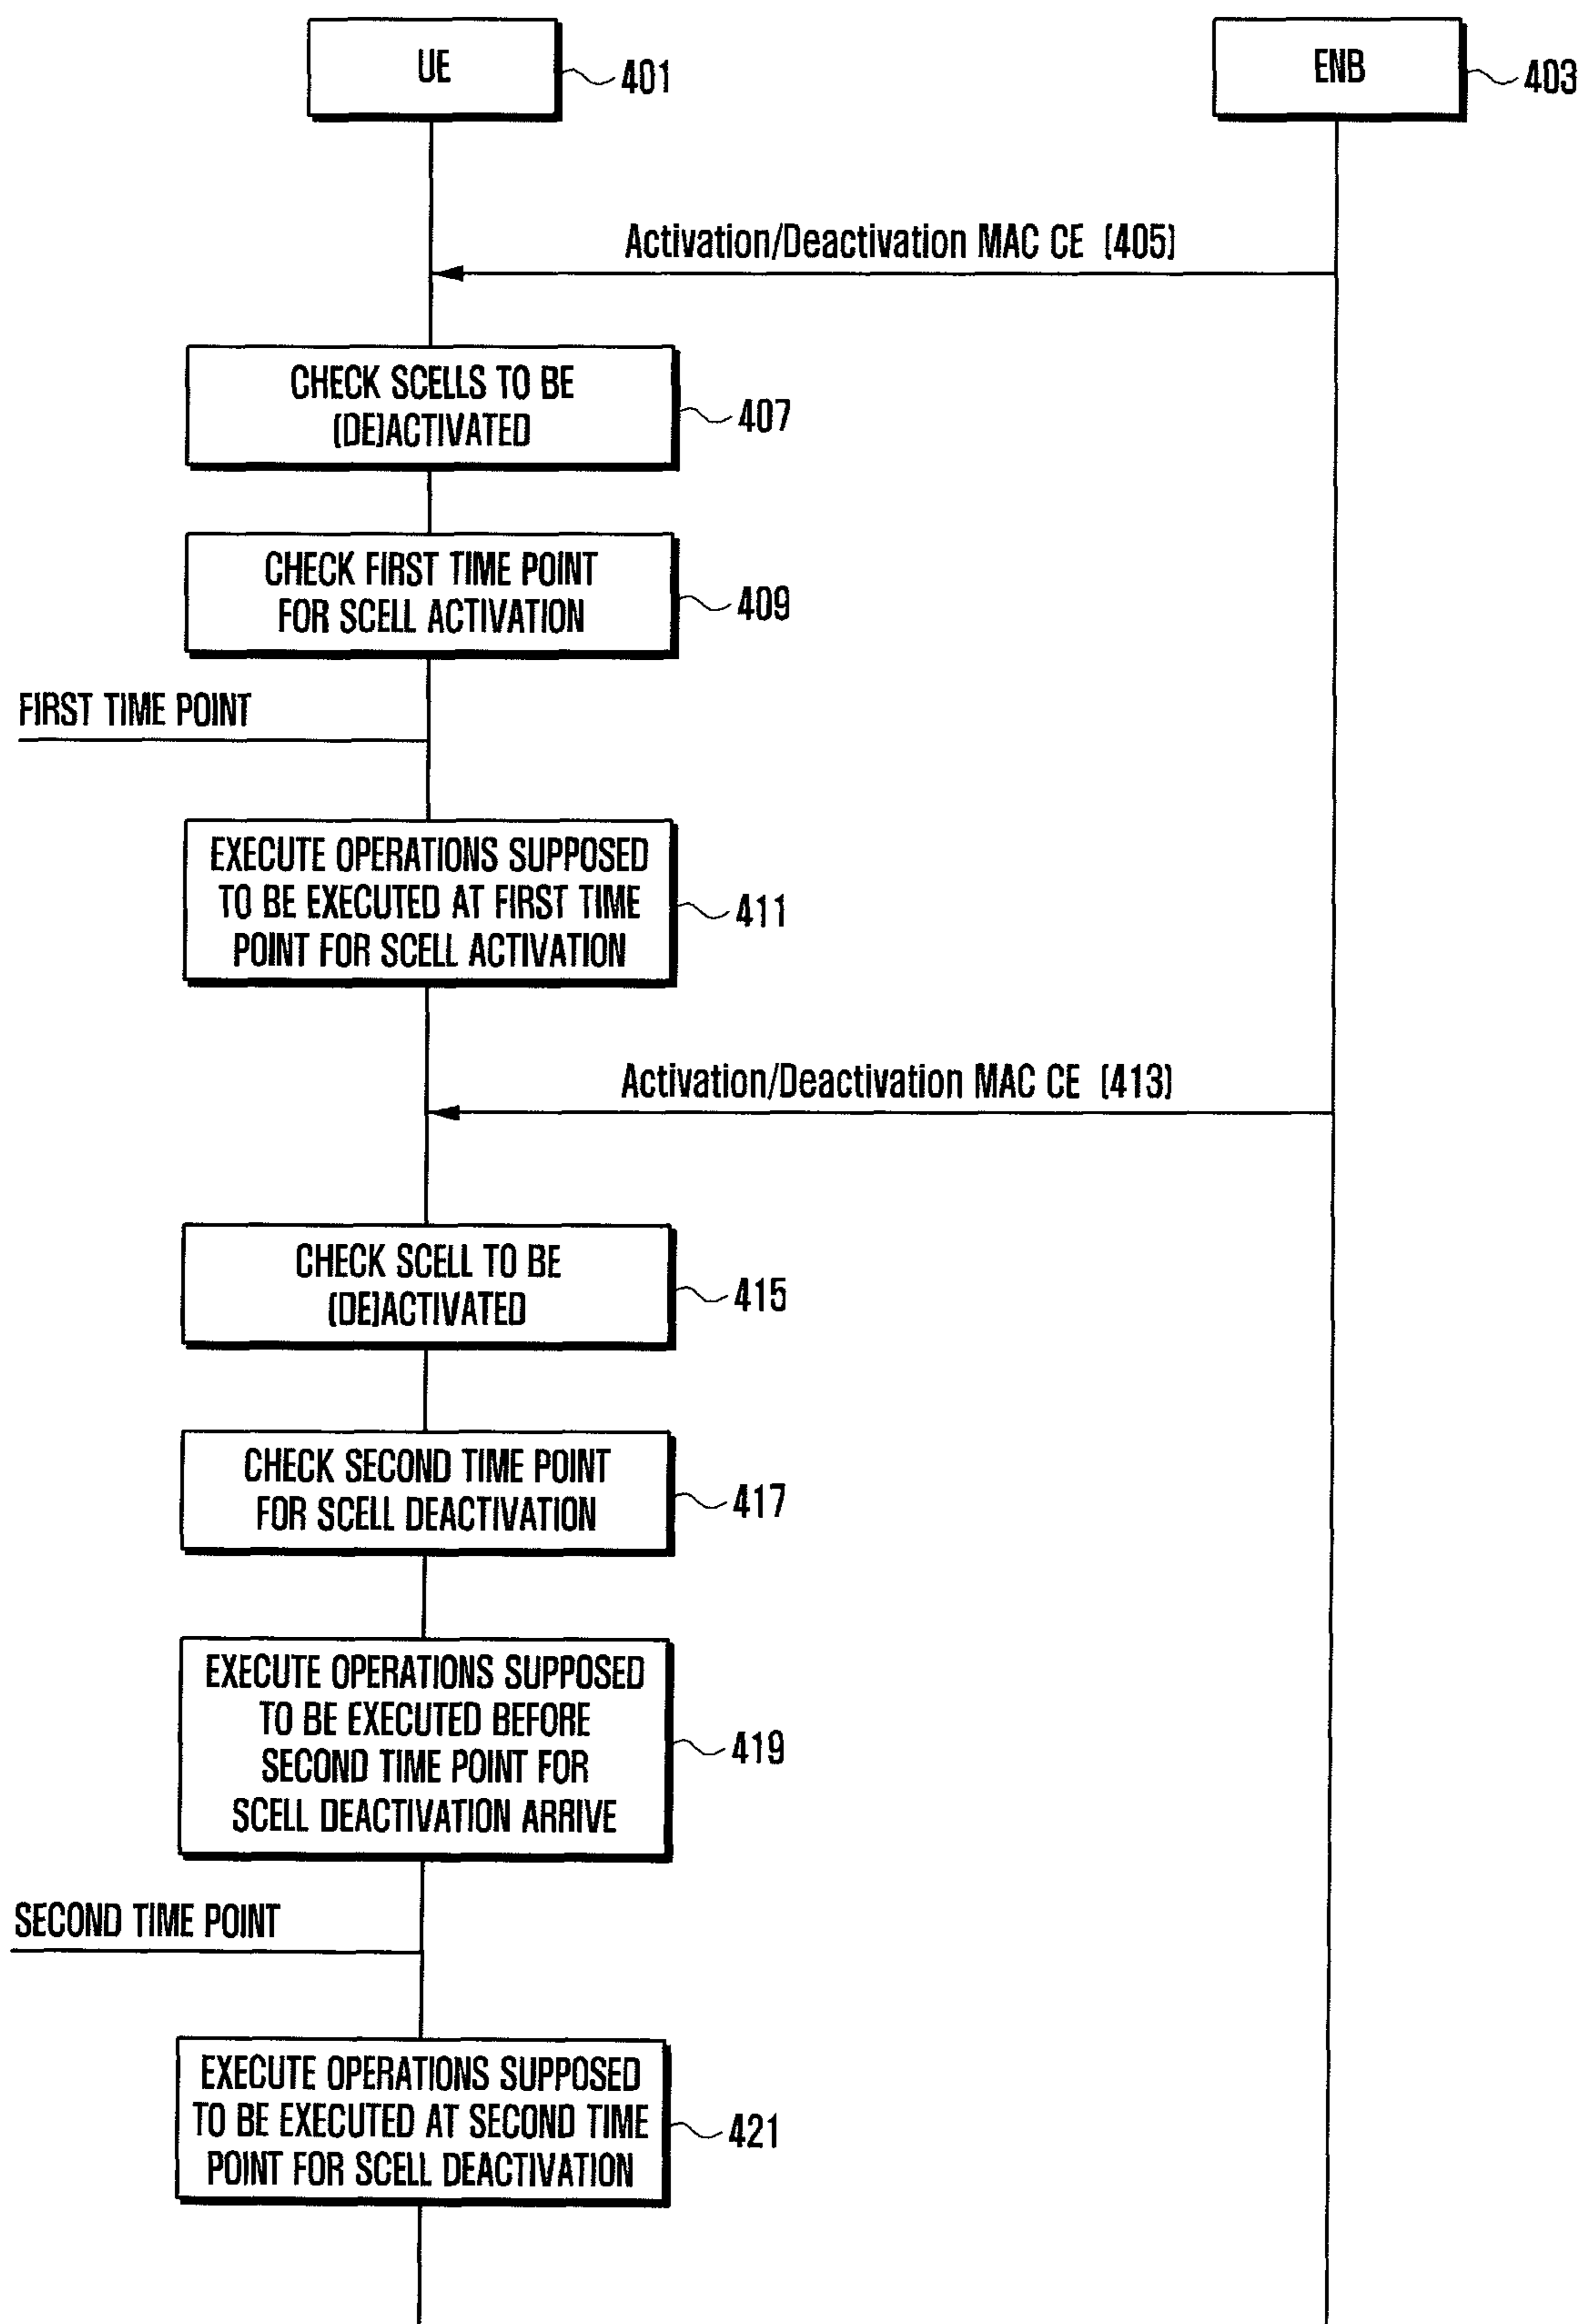 UE
401
ENB
403
Activation/Deactivation MAC CE (405)
CHECK SCELLS TO BE
(DE)ACTIVATED
407
CHECK FIRST TIME POINT
FOR SCELL ACTIVATION
409
FIRST TIME POINT
EXECUTE OPERATIONS SUPPOSED
TO BE EXECUTED AT FIRST TIME
POINT FOR SCELL ACTIVATION
411
Activation/Deactivation MAC CE (413)
CHECK SCELL TO BE
(DE)ACTIVATED
415
CHECK SECOND TIME POINT
FOR SCELL DEACTIVATION
417
EXECUTE OPERATIONS SUPPOSED
TO BE EXECUTED BEFORE
SECOND TIME POINT FOR
SCELL DEACTIVATION ARRIVE
419
SECOND TIME POINT
EXECUTE OPERATIONS SUPPOSED
TO BE EXECUTED AT SECOND TIME
POINT FOR SCELL DEACTIVATION
421